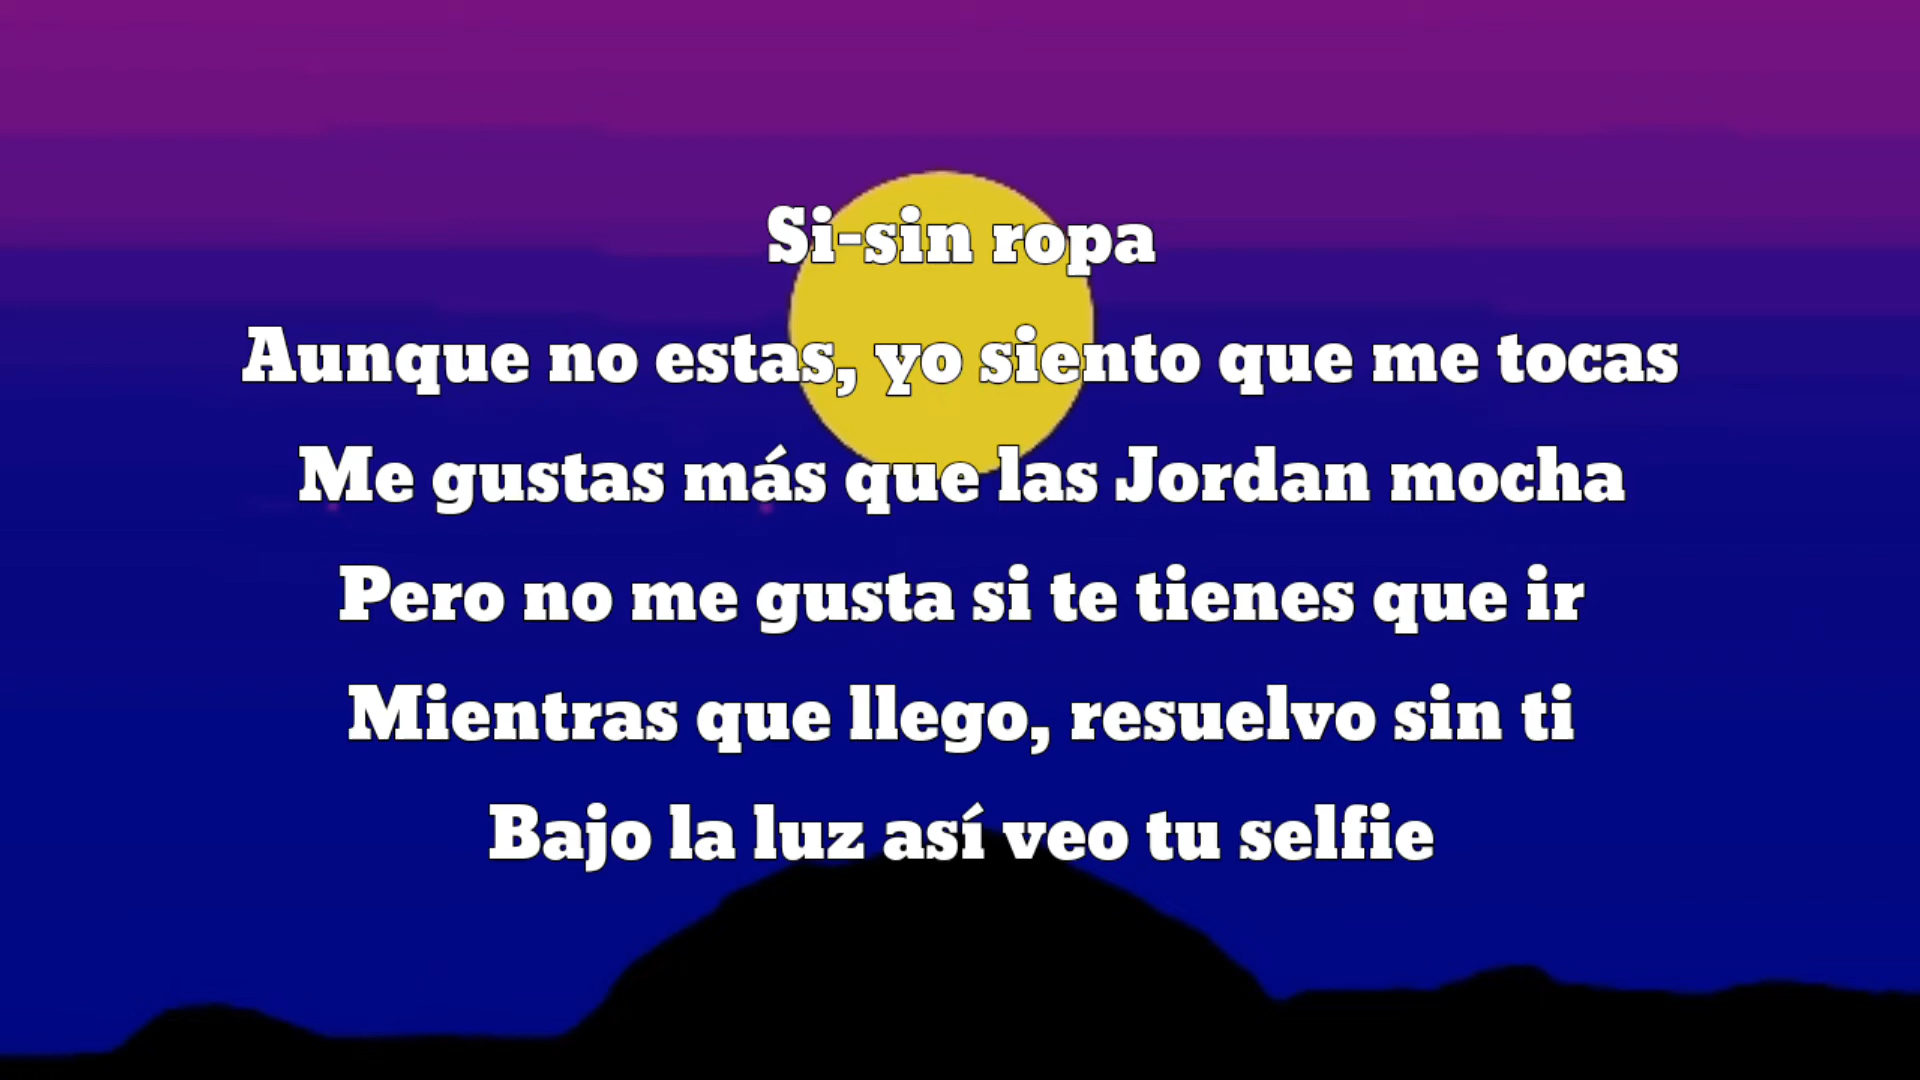 Si-sin ropa
Aunque no estas, yo siento que me tocas
Me gustas más que las Jordan mocha
Pero no me gusta si te tienes que ir
Mientras que llego, resuelvo sin ti
Bajo la luz así veo tu selfie